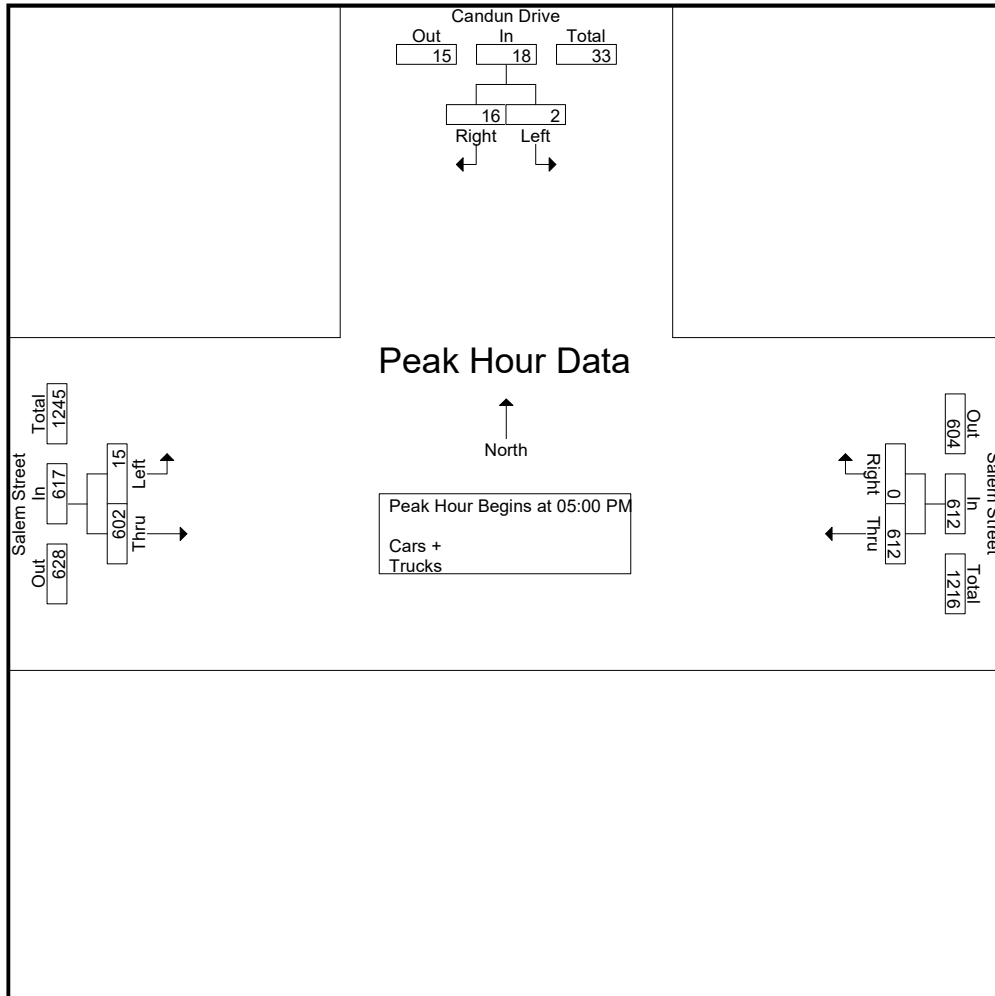 Candun Drive
Out In Total
15 18 33
16 2
Right Left
Peak Hour Data
North
Peak Hour Begins at 05:00 PM
Cars +
Trucks
Salem Street
Out In Total
628 617 1245
602 15
Thru Left
Salem Street
Out In Total
604 612 1216
0 612
Right Thru